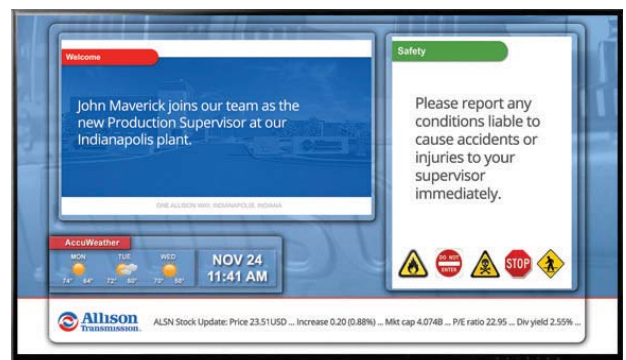 Welcome
John Maverick joins our team as the
new Production Supervisor at our
Indianapolis plant.
ONE ALLISON WAY, INDIANAPOLIS, INDIANA
Safety
Please report any
conditions liable to
cause accidents or
injuries to your
supervisor
immediately.
DO NOT
ENTER
STOP
AccuWeather
MON TUE WED
74° 64° 72° 60° 70° 58°
NOV 24
11:41 AM
Allison
Transmission.
ALSN Stock Update: Price 23.51USD ... Increase 0.20 (0.88%) ... Mkt cap 4.074B ... P/E ratio 22.95 ... Div yield 2.55% ...